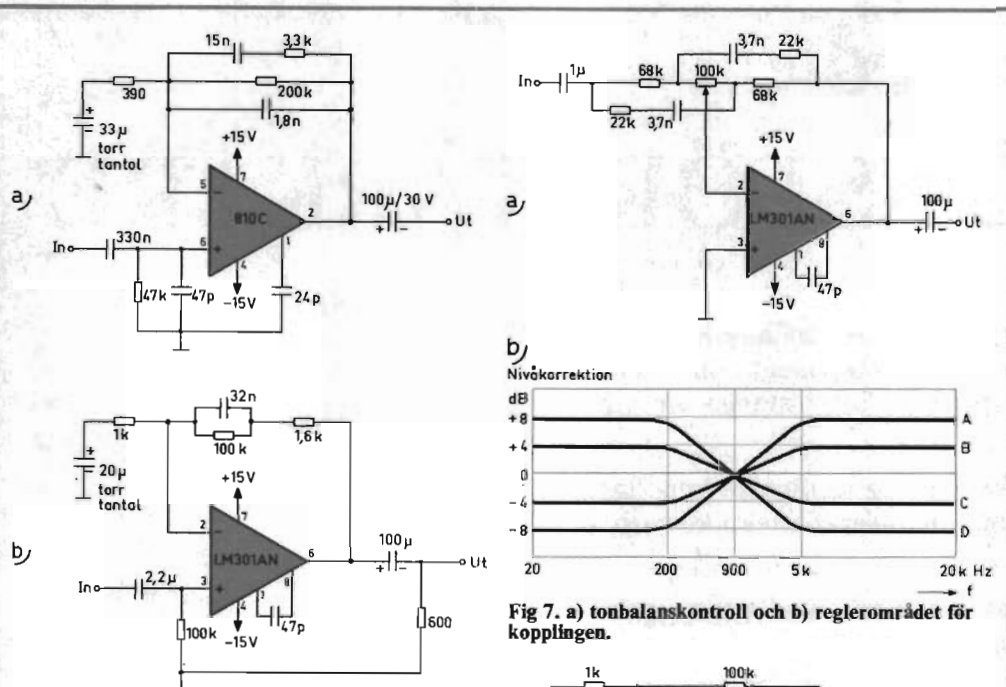 15n
3,3k
390
200k
1,8n
+
33µ
torr
tantal
+15V
7
a)
5
−
810C
2
100µ/30 V
+
−
Ut
In
330n
6
+
1
4
−15V
47k
47p
24p
32n
1k
100k
1,6k
+
20µ
torr
tantal
+15V
7
b)
2
−
LM301AN
6
100µ
+
−
Ut
In
2,2µ
3
+
8
1
4
47p
100k
−15V
600
3,7n
22k
In
1µ
68k
100k
68k
22k
3,7n
+15V
7
a)
2
−
LM301AN
6
100µ
+
−
Ut
3
+
8
1
4
47p
−15V
b)
Nivåkorrektion
dB
+8
A
+4
B
0
−4
C
−8
D
20
200
900
5k
20k Hz
f
Fig 7. a) tonbalanskontroll och b) reglerområdet för
kopplingen.
1k
100k